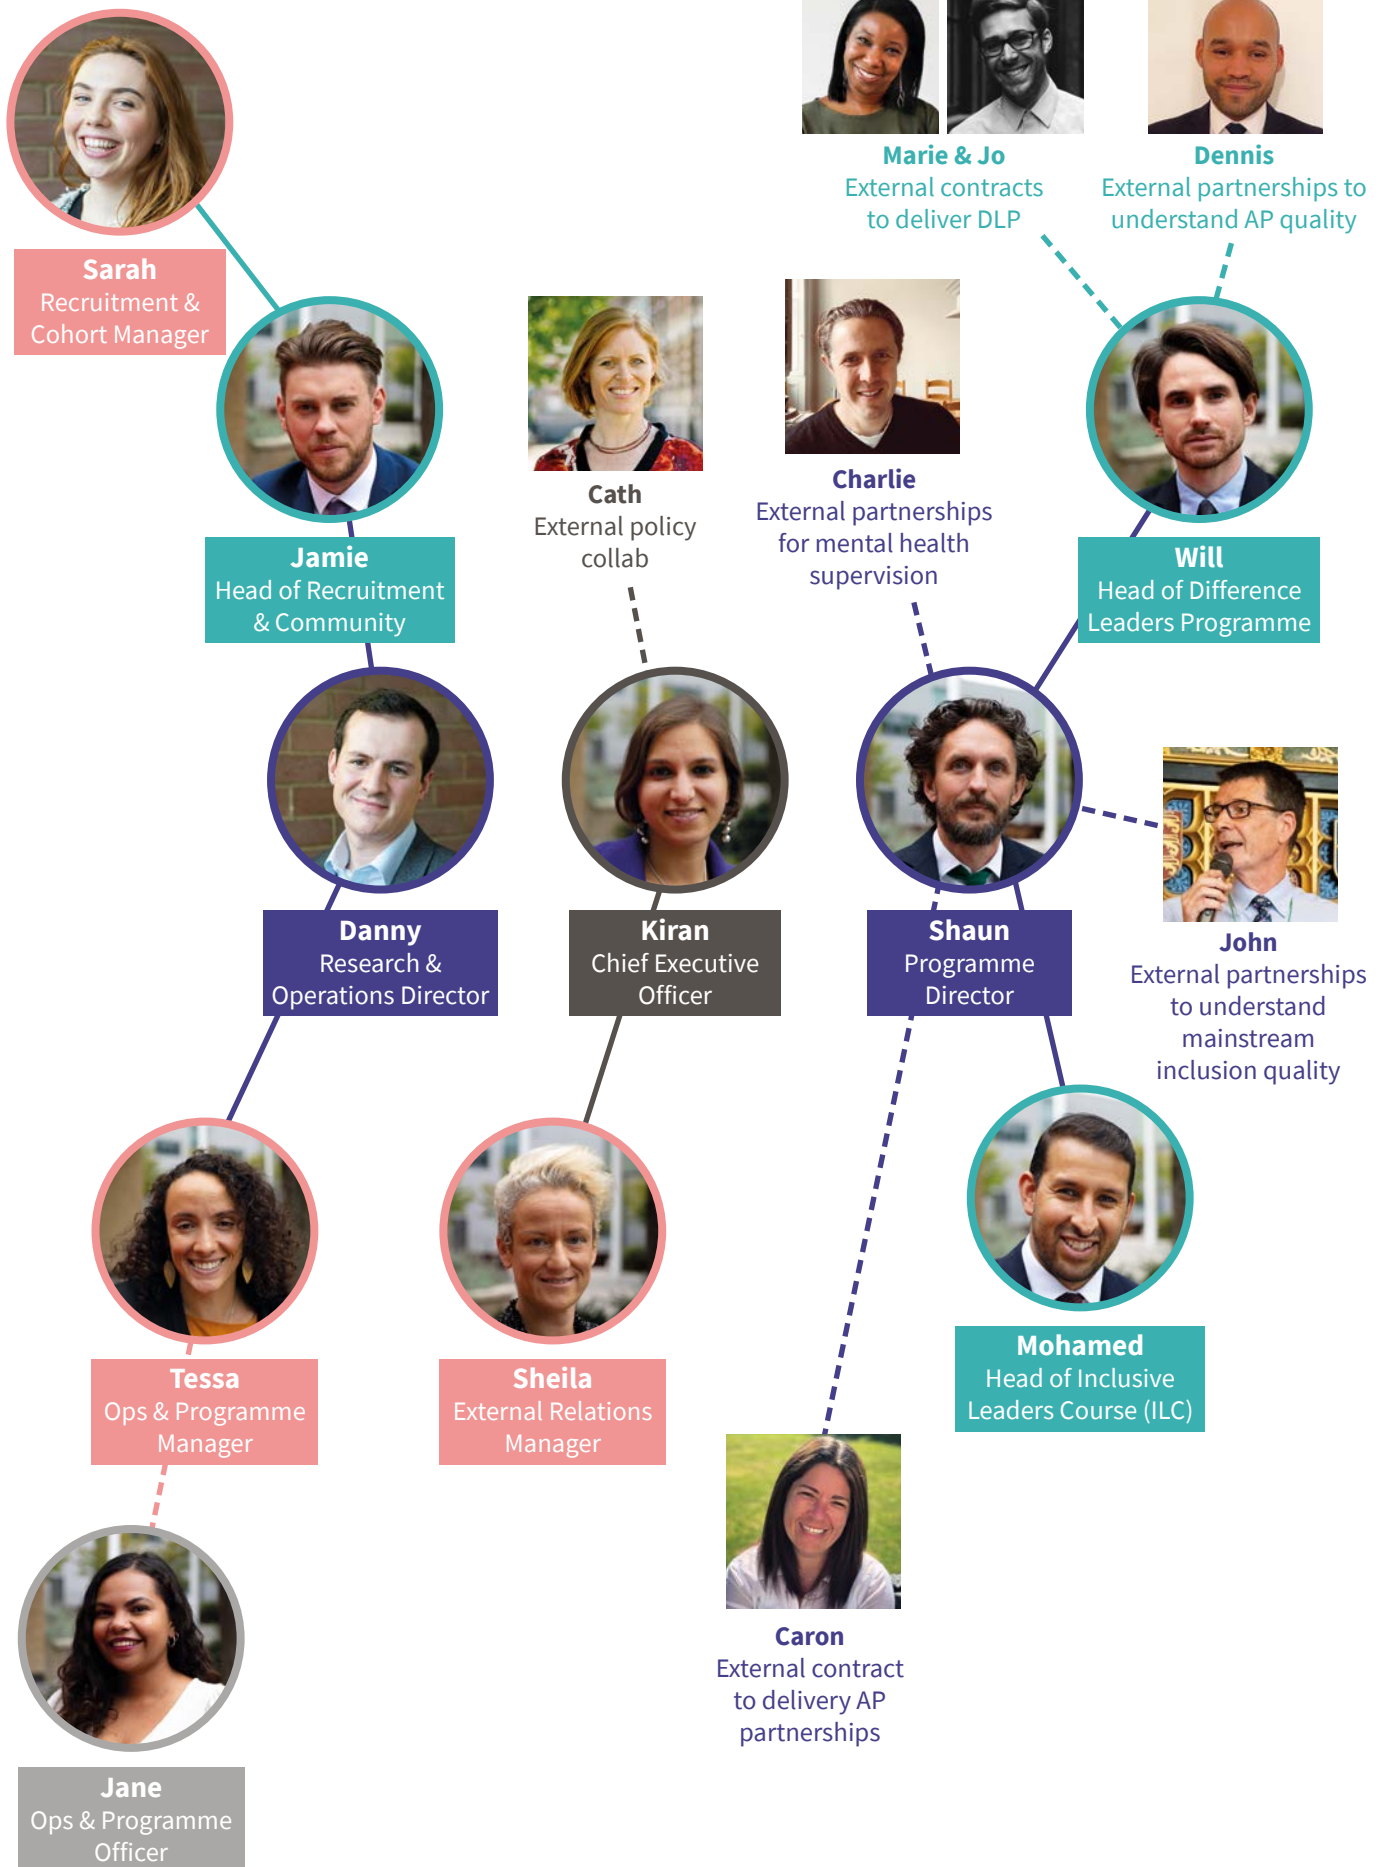 Marie & Jo
External contracts
to deliver DLP
Dennis
External partnerships to
understand AP quality
Sarah
Recruitment &
Cohort Manager
Jamie
Head of Recruitment
& Community
Cath
External policy
collab
Charlie
External partnerships
for mental health
supervision
Will
Head of Difference
Leaders Programme
Danny
Research &
Operations Director
Kiran
Chief Executive
Officer
Shaun
Programme
Director
John
External partnerships
to understand
mainstream
inclusion quality
Tessa
Ops & Programme
Manager
Sheila
External Relations
Manager
Mohamed
Head of Inclusive
Leaders Course (ILC)
Caron
External contract
to delivery AP
partnerships
Jane
Ops & Programme
Officer